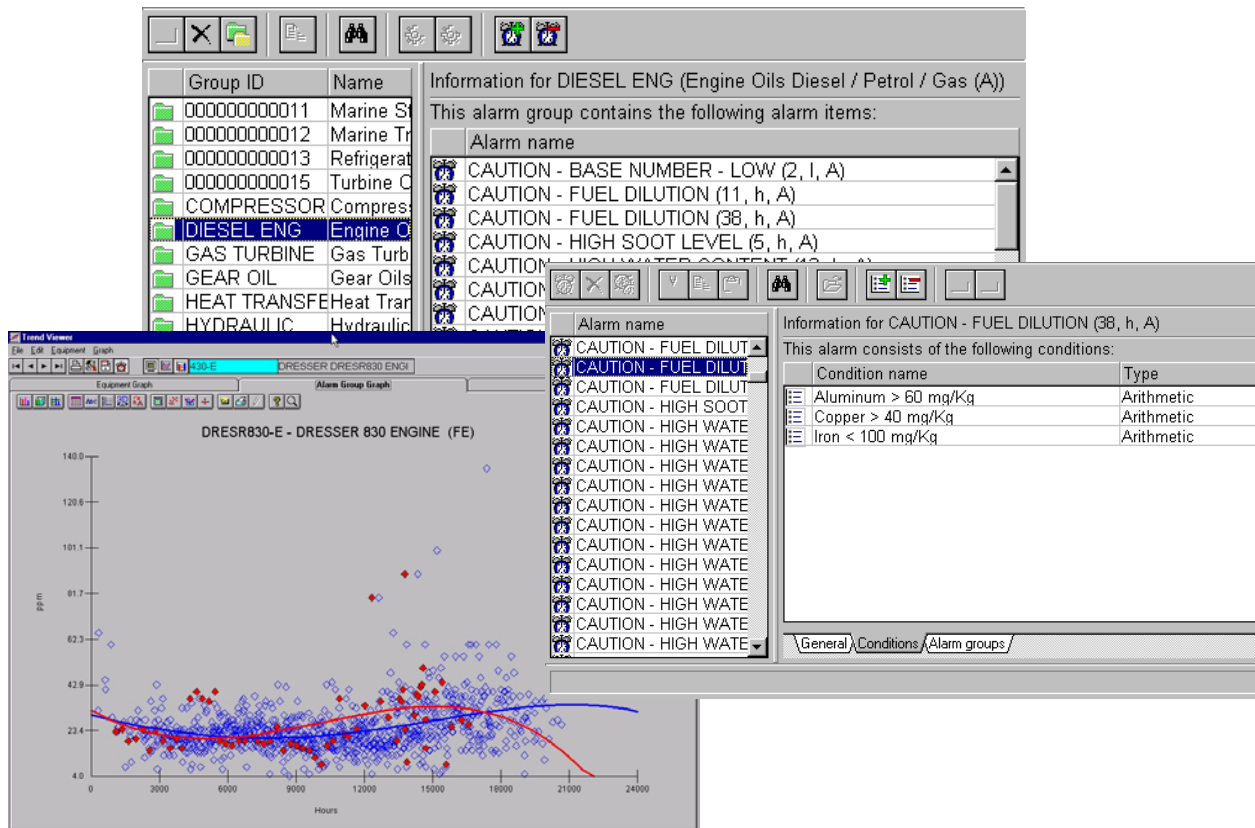 Group ID Name
000000000011 Marine St
000000000012 Marine Tr
000000000013 Refrigerat
000000000015 Turbine O
COMPRESSOR Compres
DIESEL ENG Engine O
GAS TURBINE Gas Turb
GEAR OIL Gear Oils
HEAT TRANSFE Heat Tran
HYDRAULIC Hydraulic
Information for DIESEL ENG (Engine Oils Diesel / Petrol / Gas (A))
This alarm group contains the following alarm items:
Alarm name
CAUTION - BASE NUMBER - LOW (2, l, A)
CAUTION - FUEL DILUTION (11, h, A)
CAUTION - FUEL DILUTION (38, h, A)
CAUTION - HIGH SOOT LEVEL (5, h, A)
CAUTION - HIGH WATER CONTENT
CAUTION
CAUTION
Alarm name
CAUTION - FUEL DILUT
CAUTION - FUEL DILUT
CAUTION - FUEL DILUT
CAUTION - HIGH SOOT
CAUTION - HIGH WATE
CAUTION - HIGH WATE
CAUTION - HIGH WATE
CAUTION - HIGH WATE
CAUTION - HIGH WATE
CAUTION - HIGH WATE
CAUTION - HIGH WATE
CAUTION - HIGH WATE
CAUTION - HIGH WATE
CAUTION - HIGH WATE
CAUTION - HIGH WATE
CAUTION - HIGH WATE
Information for CAUTION - FUEL DILUTION (38, h, A)
This alarm consists of the following conditions:
Condition name Type
Aluminum > 60 mg/Kg Arithmetic
Copper > 40 mg/Kg Arithmetic
Iron < 100 mg/Kg Arithmetic
General Conditions Alarm groups
Trend Viewer
File Edit Equipment Graph
430-E DRESSER DRESR830 ENGI
Equipment Graph Alarm Group Graph
DRESR830-E - DRESSER 830 ENGINE (FE)
140.0
120.6
101.1
81.7
62.3
42.9
23.4
4.0
ppm
0 3000 6000 9000 12000 15000 18000 21000 24000
Hours